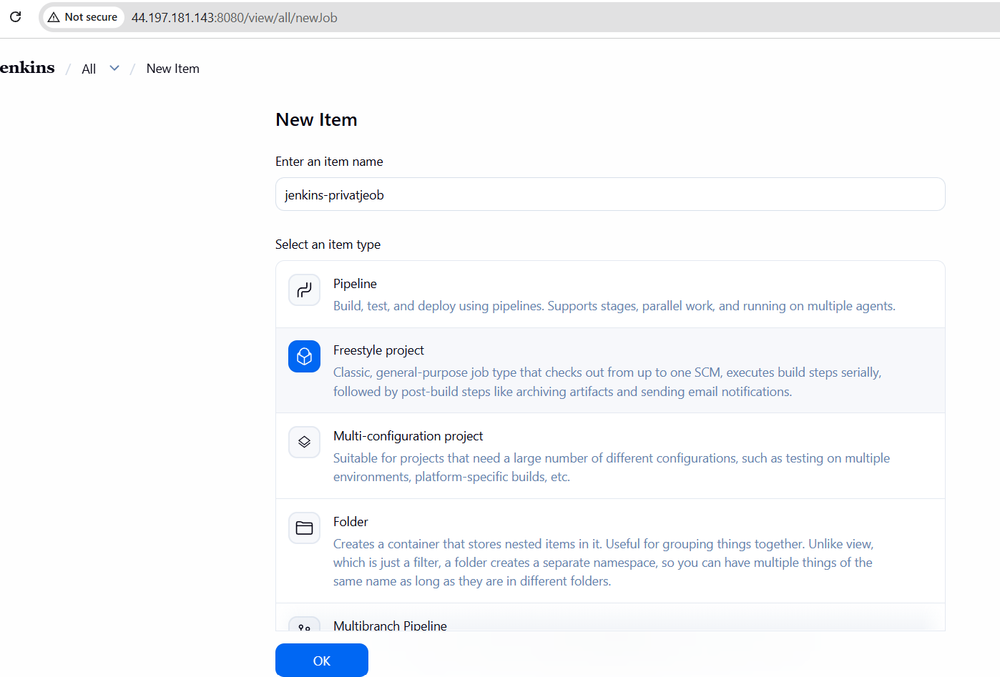 Not secure 44.197.181.143:8080/view/all/newJob
enkins / All / New Item
New Item
Enter an item name
jenkins-privatjeob
Select an item type
Pipeline
Build, test, and deploy using pipelines. Supports stages, parallel work, and running on multiple agents.
Freestyle project
Classic, general-purpose job type that checks out from up to one SCM, executes build steps serially,
followed by post-build steps like archiving artifacts and sending email notifications.
Multi-configuration project
Suitable for projects that need a large number of different configurations, such as testing on multiple
environments, platform-specific builds, etc.
Folder
Creates a container that stores nested items in it. Useful for grouping things together. Unlike view,
which is just a filter, a folder creates a separate namespace, so you can have multiple things of the
same name as long as they are in different folders.
Multibranch Pipeline
OK